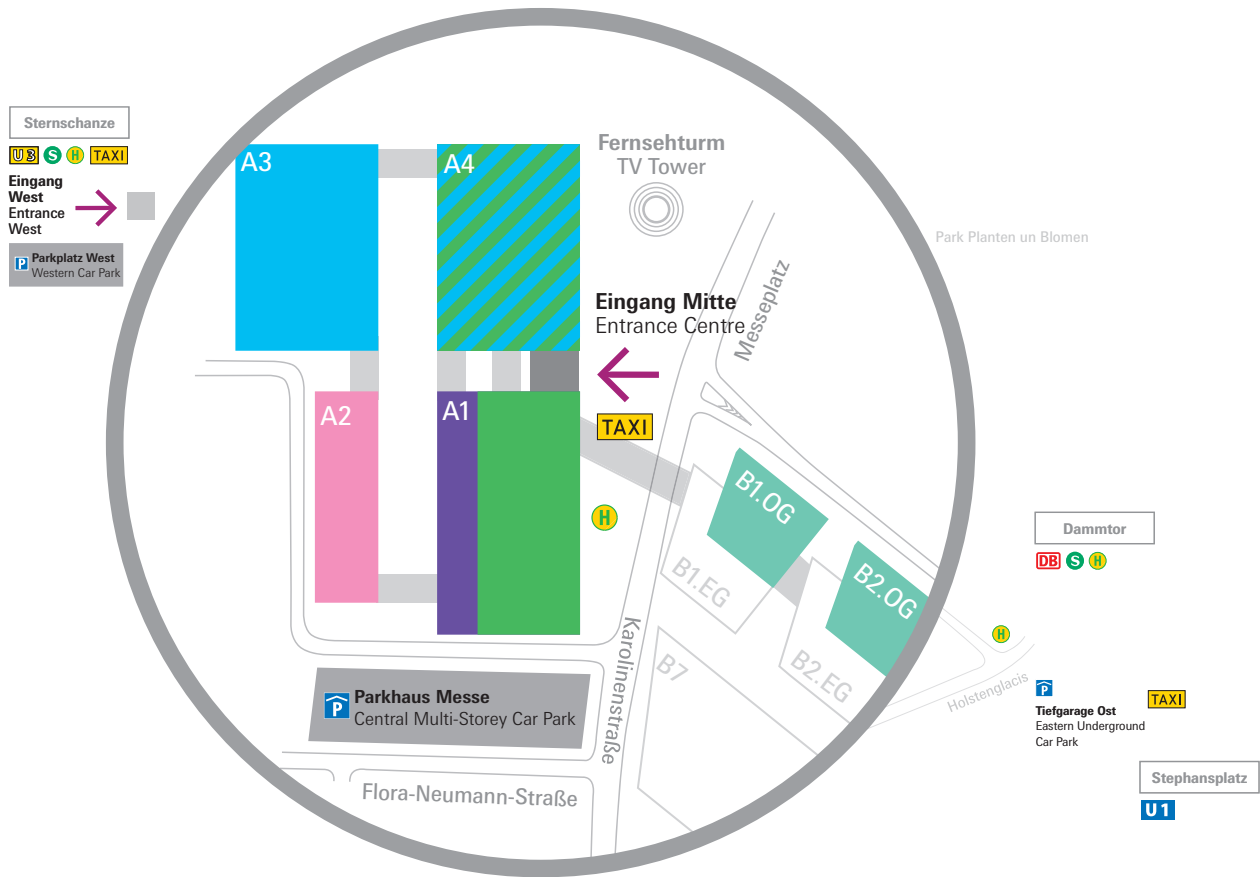 Sternschanze
U3 S H TAXI
Eingang
West
Entrance
West
P
Parkplatz West
Western Car Park
A3
A4
Fernsehturm
TV Tower
Park Planten un Blomen
Messeplatz
Eingang Mitte
Entrance Centre
TAXI
A2
A1
H
B1.OG
B1.EG
B2.OG
B2.EG
B7
Karolinenstraße
P
Parkhaus Messe
Central Multi-Storey Car Park
Flora-Neumann-Straße
Dammtor
DB S H
H
Holstenglacis
P
Tiefgarage Ost
Eastern Underground
Car Park
TAXI
Stephansplatz
U1